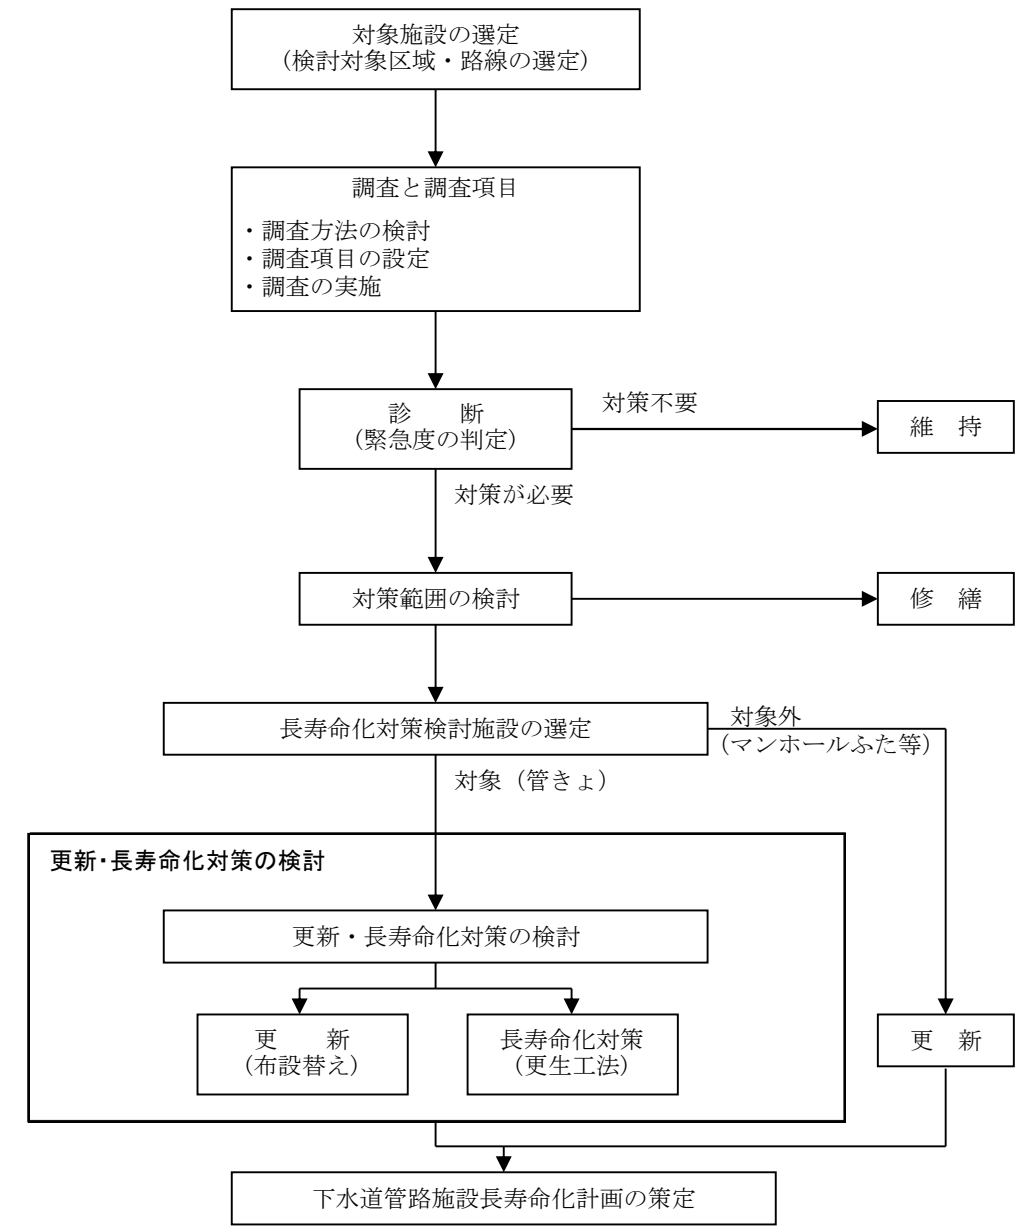 対象施設の選定
(検討対象区域・路線の選定)
調査と調査項目
・調査方法の検討
・調査項目の設定
・調査の実施
診　　断
(緊急度の判定)
対策不要
維　持
対策が必要
対策範囲の検討
修　繕
長寿命化対策検討施設の選定
対象外
(マンホールふた等)
対象（管きょ）
更新・長寿命化対策の検討
更新・長寿命化対策の検討
更　　新
(布設替え)
長寿命化対策
(更生工法)
更　新
下水道管路施設長寿命化計画の策定